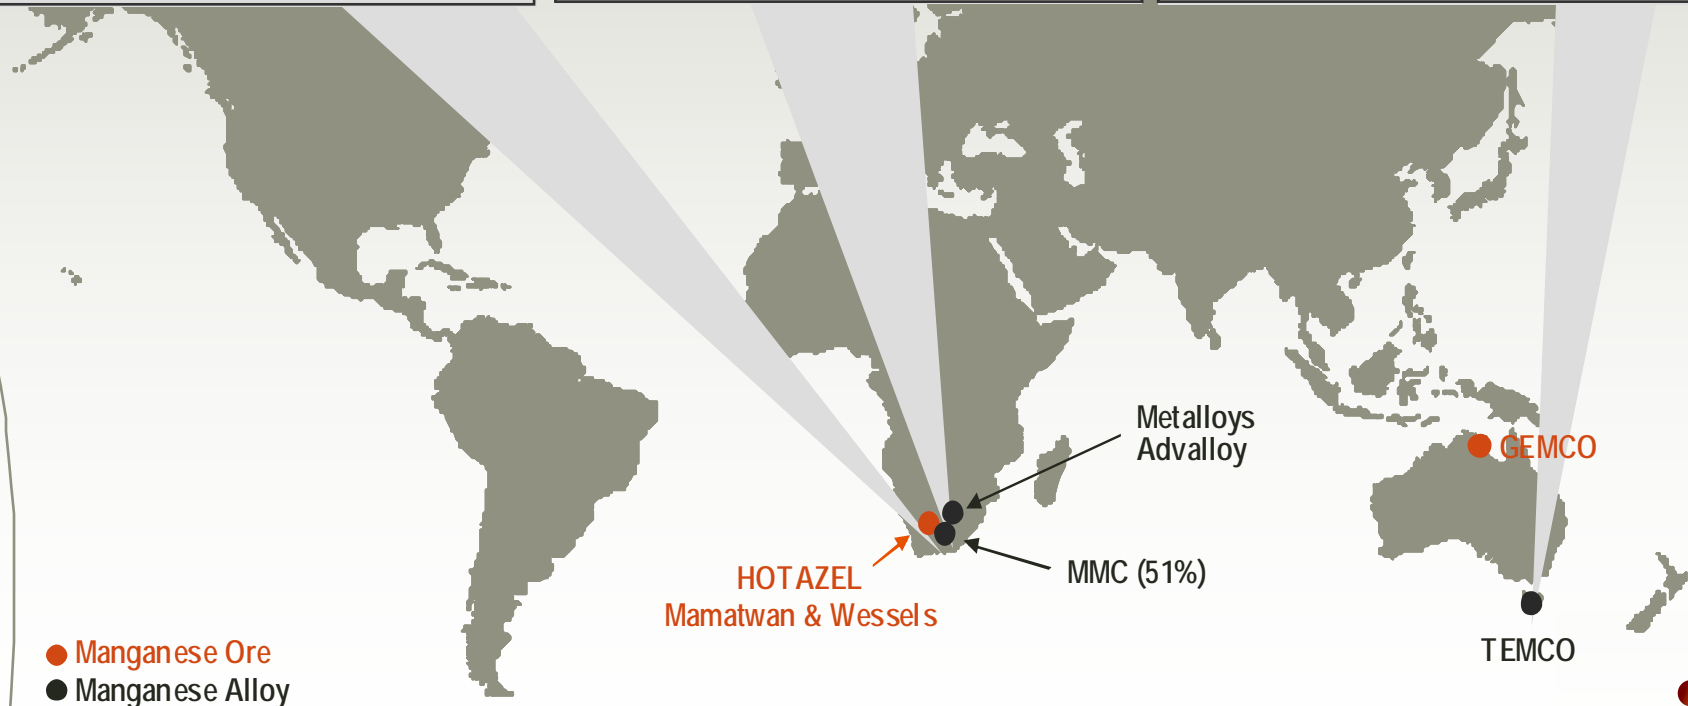 Metalloys
Advalloy
GEMCO
HOTAZEL
Mamatwan & Wessels
MMC (51%)
TEMCO
Manganese Ore
Manganese Alloy